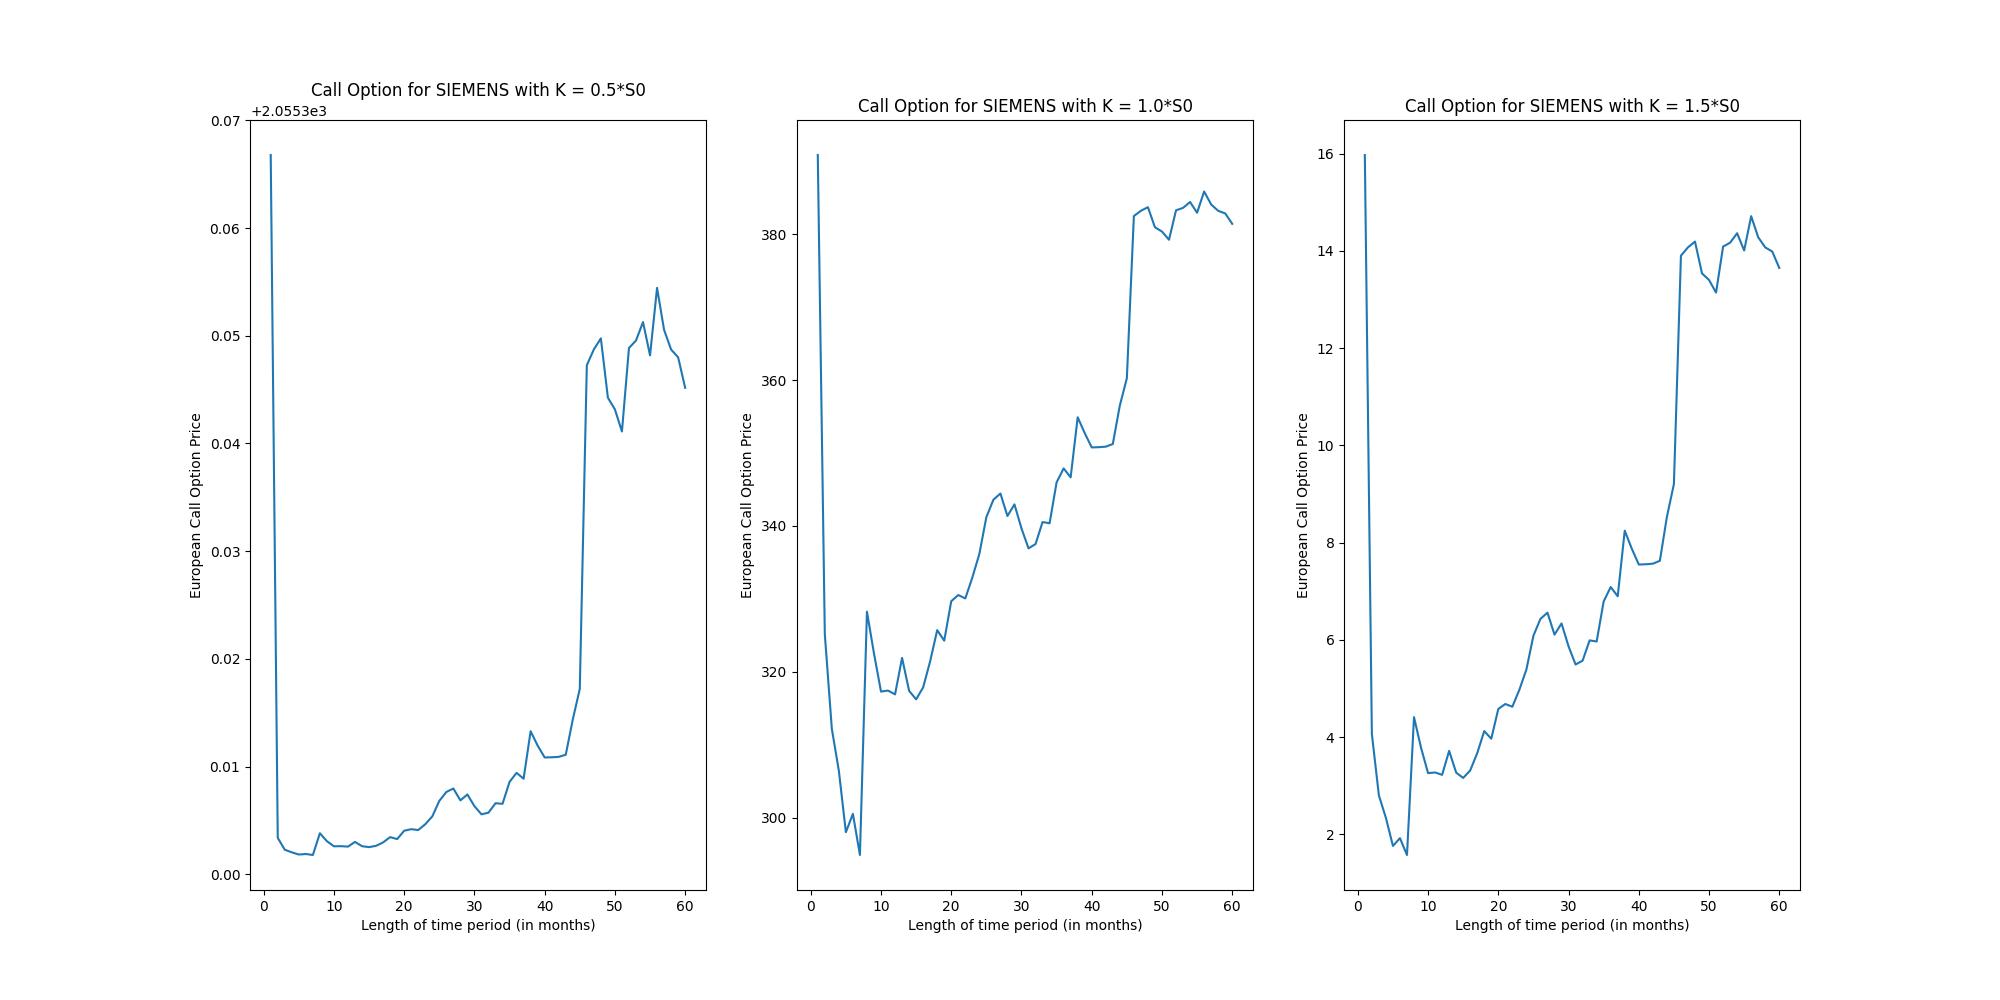 Call Option for SIEMENS with K = 0.5*S0
+2.0553e3
0.07
0.06
0.05
0.04
0.03
0.02
0.01
0.00
European Call Option Price
0 10 20 30 40 50 60
Length of time period (in months)
Call Option for SIEMENS with K = 1.0*S0
380
360
340
320
300
European Call Option Price
0 10 20 30 40 50 60
Length of time period (in months)
Call Option for SIEMENS with K = 1.5*S0
16
14
12
10
8
6
4
2
European Call Option Price
0 10 20 30 40 50 60
Length of time period (in months)